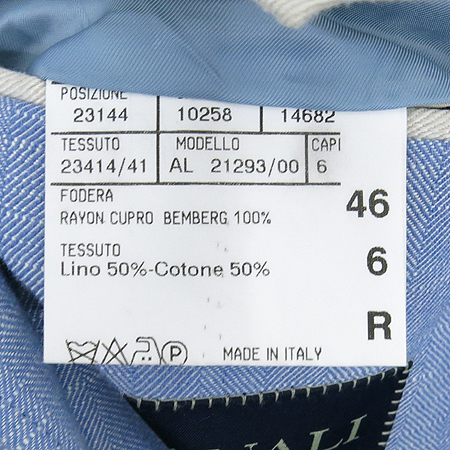 POSIZIONE
23144 10258 14682
TESSUTO MODELLO CAPI
23414/41 AL 21293/00 6
FODERA
RAYON CUPRO BEMBERG 100%
46
TESSUTO
Lino 50%-Cotone 50%
6
R
P MADE IN ITALY